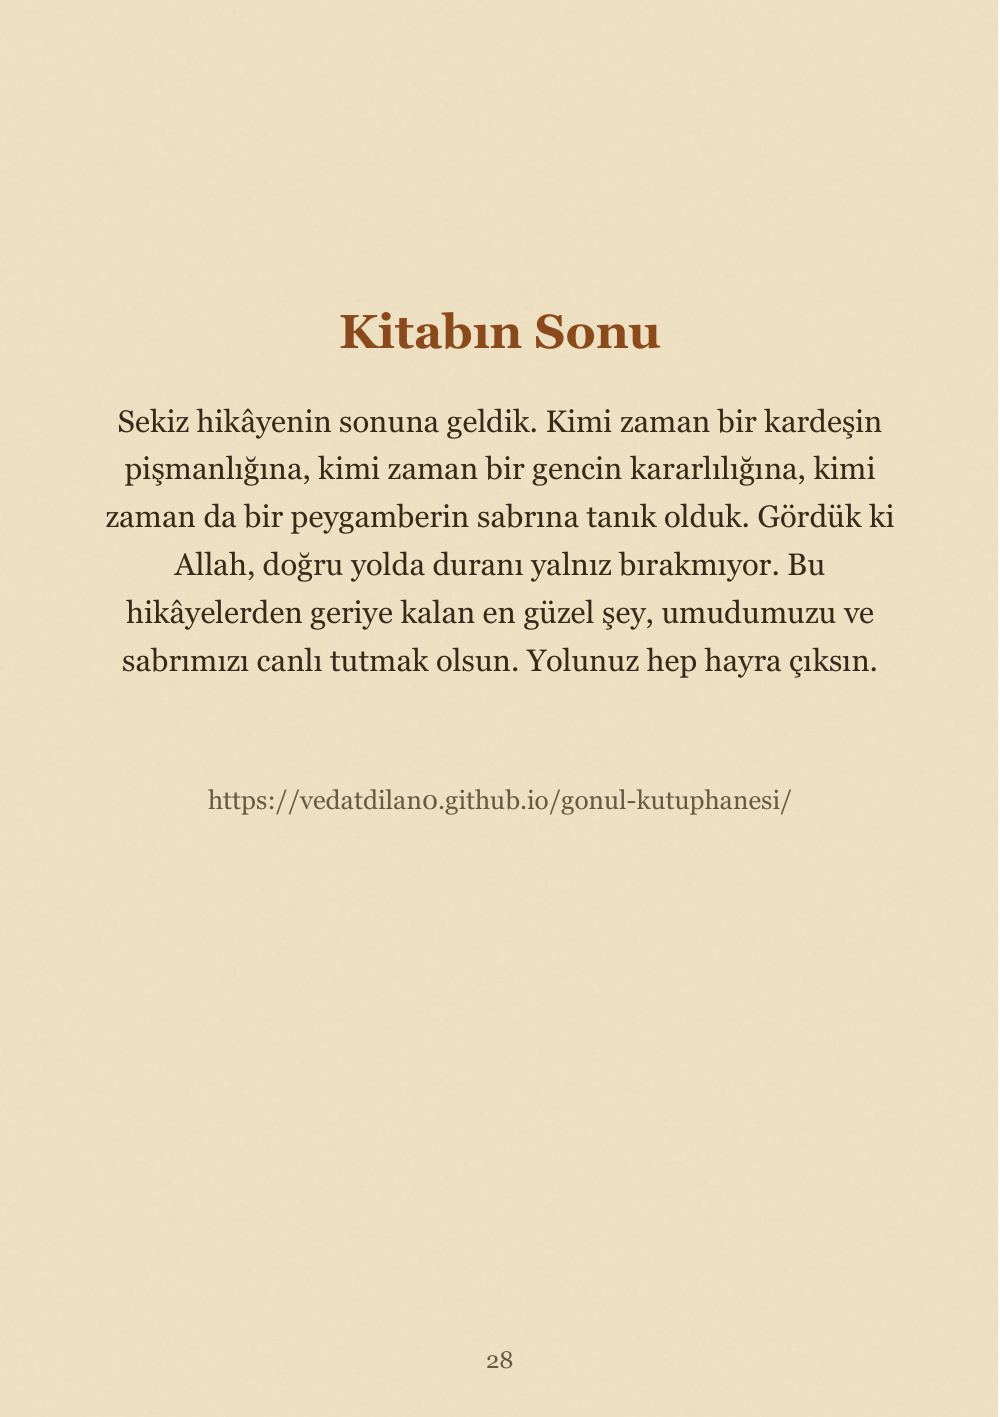 Kitabın Sonu
Sekiz hikâyenin sonuna geldik. Kimi zaman bir kardeşin
pişmanlığına, kimi zaman bir gencin kararlılığına, kimi
zaman da bir peygamberin sabrına tanık olduk. Gördük ki
Allah, doğru yolda duranı yalnız bırakmıyor. Bu
hikâyelerden geriye kalan en güzel şey, umudumuzu ve
sabrımızı canlı tutmak olsun. Yolunuz hep hayra çıksın.
https://vedatdilan0.github.io/gonul-kutuphanesi/
28